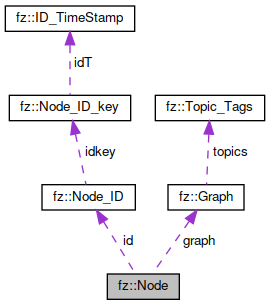 fz::ID_TimeStamp
idT
fz::Node_ID_key
fz::Topic_Tags
idkey
topics
fz::Node_ID
fz::Graph
id
graph
fz::Node